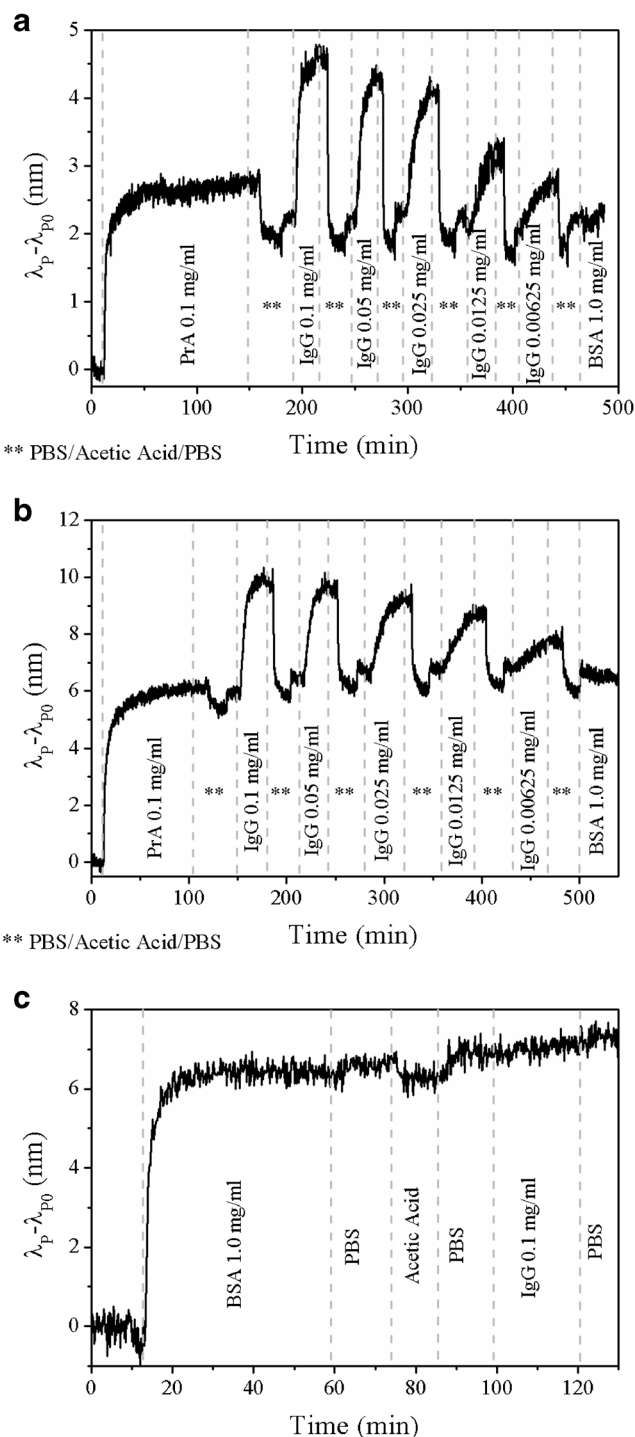 a
5
4
3
2
1
0
λP-λP0 (nm)
PrA 0.1 mg/ml
**
IgG 0.1 mg/ml
**
IgG 0.05 mg/ml
**
IgG 0.025 mg/ml
**
IgG 0.0125 mg/ml
**
IgG 0.00625 mg/ml
**
BSA 1.0 mg/ml
0 100 200 300 400 500
Time (min)
** PBS/Acetic Acid/PBS
b
12
10
8
6
4
2
0
λP-λP0 (nm)
PrA 0.1 mg/ml
**
IgG 0.1 mg/ml
**
IgG 0.05 mg/ml
**
IgG 0.025 mg/ml
**
IgG 0.0125 mg/ml
**
IgG 0.00625 mg/ml
**
BSA 1.0 mg/ml
0 100 200 300 400 500
Time (min)
** PBS/Acetic Acid/PBS
c
8
6
4
2
0
λP-λP0 (nm)
BSA 1.0 mg/ml
PBS
Acetic Acid
PBS
IgG 0.1 mg/ml
PBS
0 20 40 60 80 100 120
Time (min)